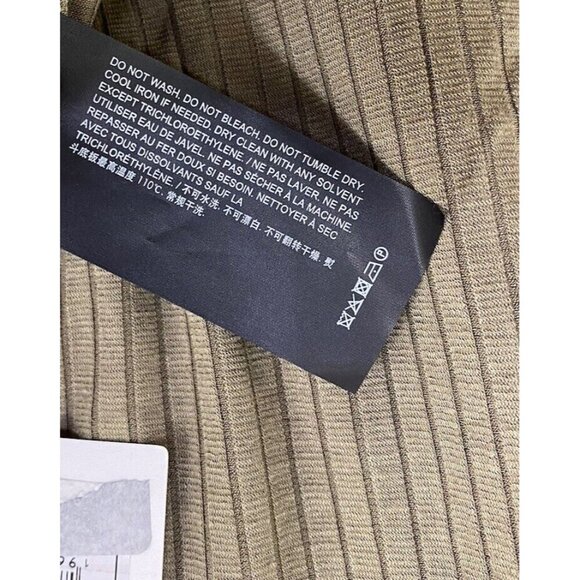 DO NOT WASH. DO NOT BLEACH. DO NOT TUMBLE DRY.
COOL IRON IF NEEDED. DRY CLEAN WITH ANY SOLVENT
EXCEPT TRICHLOROETHYLENE / NE PAS LAVER. NE PAS
UTILISER EAU DE JAVEL. NE PAS SÉCHER À LA MACHINE.
REPASSER AU FER DOUX SI BESOIN. NETTOYER À SEC
AVEC TOUS DISSOLVANTS SAUF LA
TRICHLORÉTHYLÈNE. / 不可水洗. 不可漂白. 不可翻转干燥. 熨
斗底板最高温度 110℃. 常规干洗.
P
196